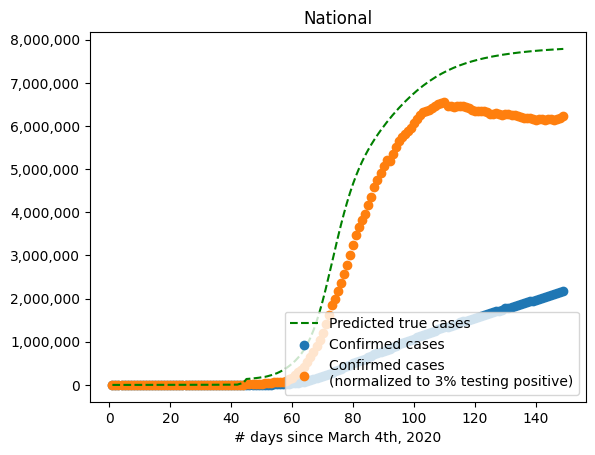 National
8,000,000
7,000,000
6,000,000
5,000,000
4,000,000
3,000,000
2,000,000
1,000,000
0
Predicted true cases
Confirmed cases
Confirmed cases
(normalized to 3% testing positive)
0 20 40 60 80 100 120 140
# days since March 4th, 2020